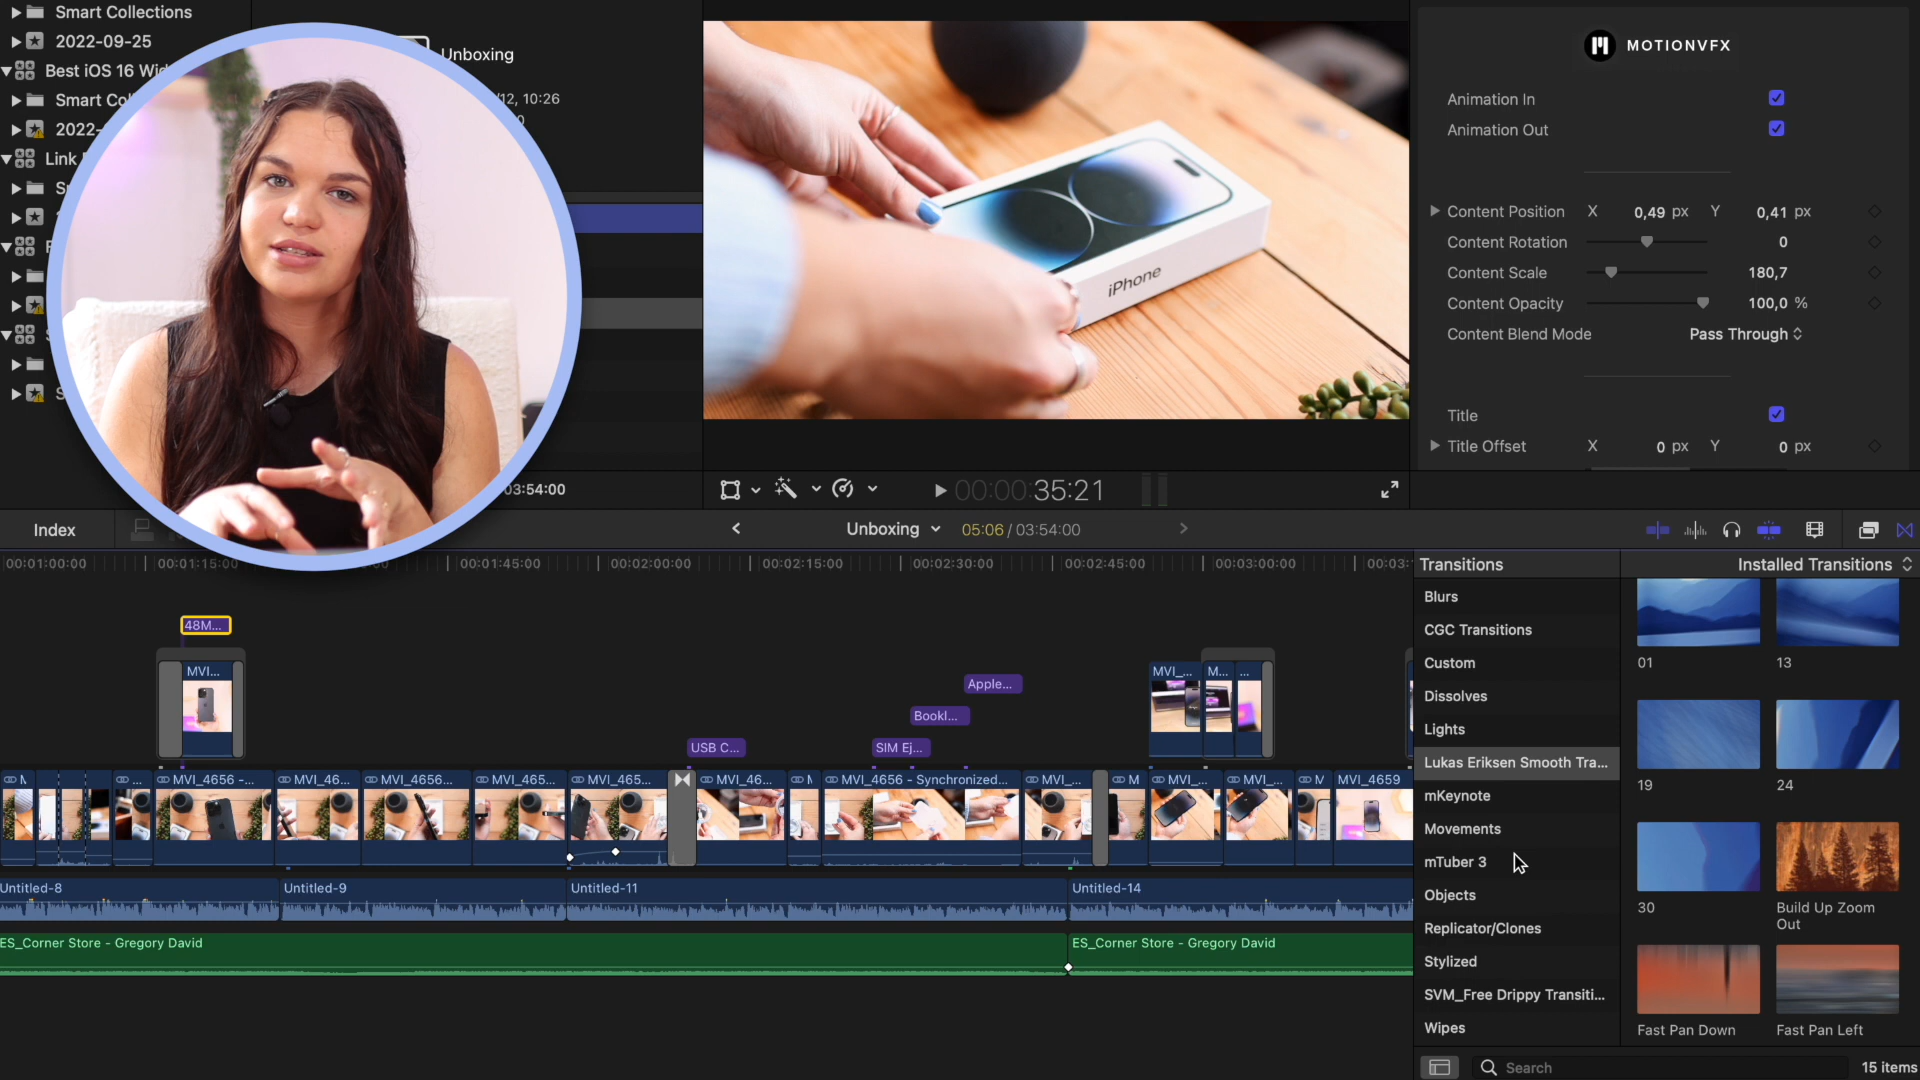 Smart Collections
2022-09-25
Best iOS 16 Wid
Smart Co
2022-
Link
Unboxing
/12, 10:26
03:54:00
iPhone
MOTIONVFX
Animation In
Animation Out
Content Position X 0,49 px Y 0,41 px
Content Rotation 0
Content Scale 180,7
Content Opacity 100,0 %
Content Blend Mode Pass Through
Title
Title Offset X 0 px Y 0 px
00:00:00:35:21
Index
Unboxing 05:06 / 03:54:00
00:01:00:00 00:01:15:00 00:01:45:00 00:02:00:00 00:02:15:00 00:02:30:00 00:02:45:00 00:03:00:00 00:03:
48M...
MVI...
Apple...
Bookl...
USB C...
SIM Ej...
MVI_... M... ...
M ... MVI_4656 -... MVI_46... MVI_4656... MVI_465... MVI_465... MVI_46... M MVI_4656 - Synchronized... MVI_... M MVI_... MVI_... M MVI_4659
Untitled-8 Untitled-9 Untitled-11 Untitled-14
ES_Corner Store - Gregory David ES_Corner Store - Gregory David
Transitions
Installed Transitions
Blurs
CGC Transitions
Custom
Dissolves
Lights
Lukas Eriksen Smooth Tra...
mKeynote
Movements
mTuber 3
Objects
Replicator/Clones
Stylized
SVM_Free Drippy Transiti...
Wipes
01 13
19 24
30 Build Up Zoom
Out
Fast Pan Down Fast Pan Left
Search 15 items